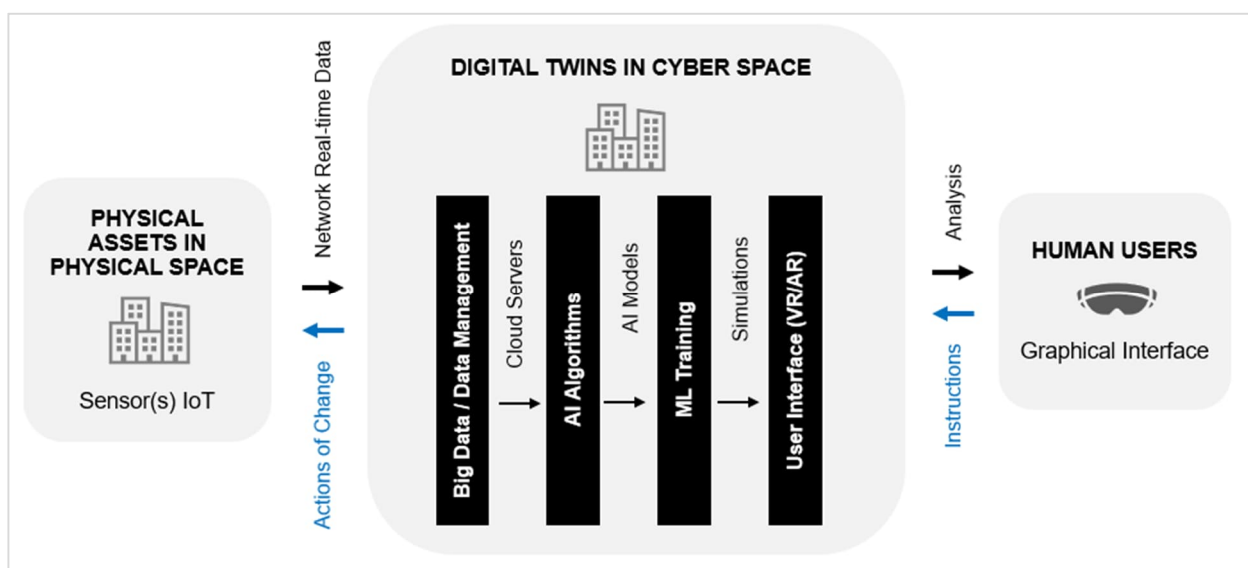 PHYSICAL
ASSETS IN
PHYSICAL SPACE
Sensor(s) IoT
Network Real-time Data
Actions of Change
DIGITAL TWINS IN CYBER SPACE
Big Data / Data Management
Cloud Servers
AI Algorithms
AI Models
ML Training
Simulations
User Interface (VR/AR)
Analysis
Instructions
HUMAN USERS
Graphical Interface